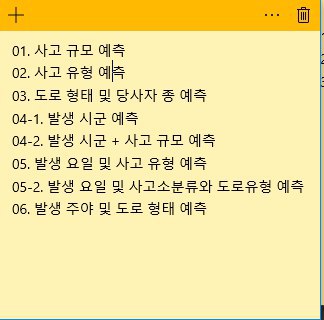 01. 사고 규모 예측
02. 사고 유형 예측
03. 도로 형태 및 당사자 종 예측
04-1. 발생 시군 예측
04-2. 발생 시군 + 사고 규모 예측
05. 발생 요일 및 사고 유형 예측
05-2. 발생 요일 및 사고소분류와 도로유형 예측
06. 발생 주야 및 도로 형태 예측